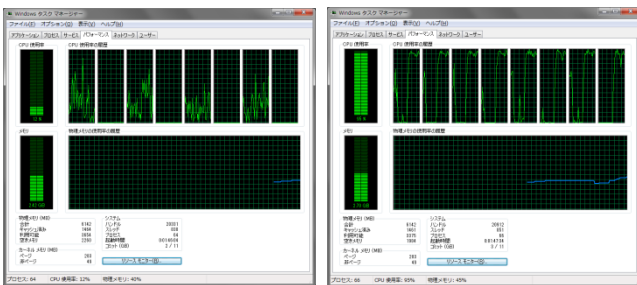 Windows タスク マネージャー
ファイル(F) オプション(O) 表示(V) ヘルプ(H)
アプリケーション プロセス サービス パフォーマンス ネットワーク ユーザー
CPU 使用率
CPU 使用率の履歴
12 %
メモリ
物理メモリの使用率の履歴
2.42 GB
物理メモリ (MB)
合計 6142
キャッシュ済み
利用可能
空きメモリ
カーネル メモリ (MB)
ページ 203
非ページ
システム
ハンドル
スレッド
プロセス 64
起動時間
コミット (GB) 3 / 11
リソース モニター(R)...
プロセス: 64 CPU 使用率: 12% 物理メモリ: 40%
Windows タスク マネージャー
ファイル(F) オプション(O) 表示(V) ヘルプ(H)
アプリケーション プロセス サービス パフォーマンス ネットワーク ユーザー
CPU 使用率
CPU 使用率の履歴
95 %
メモリ
物理メモリの使用率の履歴
物理メモリ (MB)
合計 6142
キャッシュ済み
利用可能
空きメモリ
カーネル メモリ (MB)
ページ 203
非ページ
システム
ハンドル
スレッド
プロセス 66
起動時間
コミット (GB) 3 / 11
リソース モニター(R)...
プロセス: 66 CPU 使用率: 95% 物理メモリ: 45%